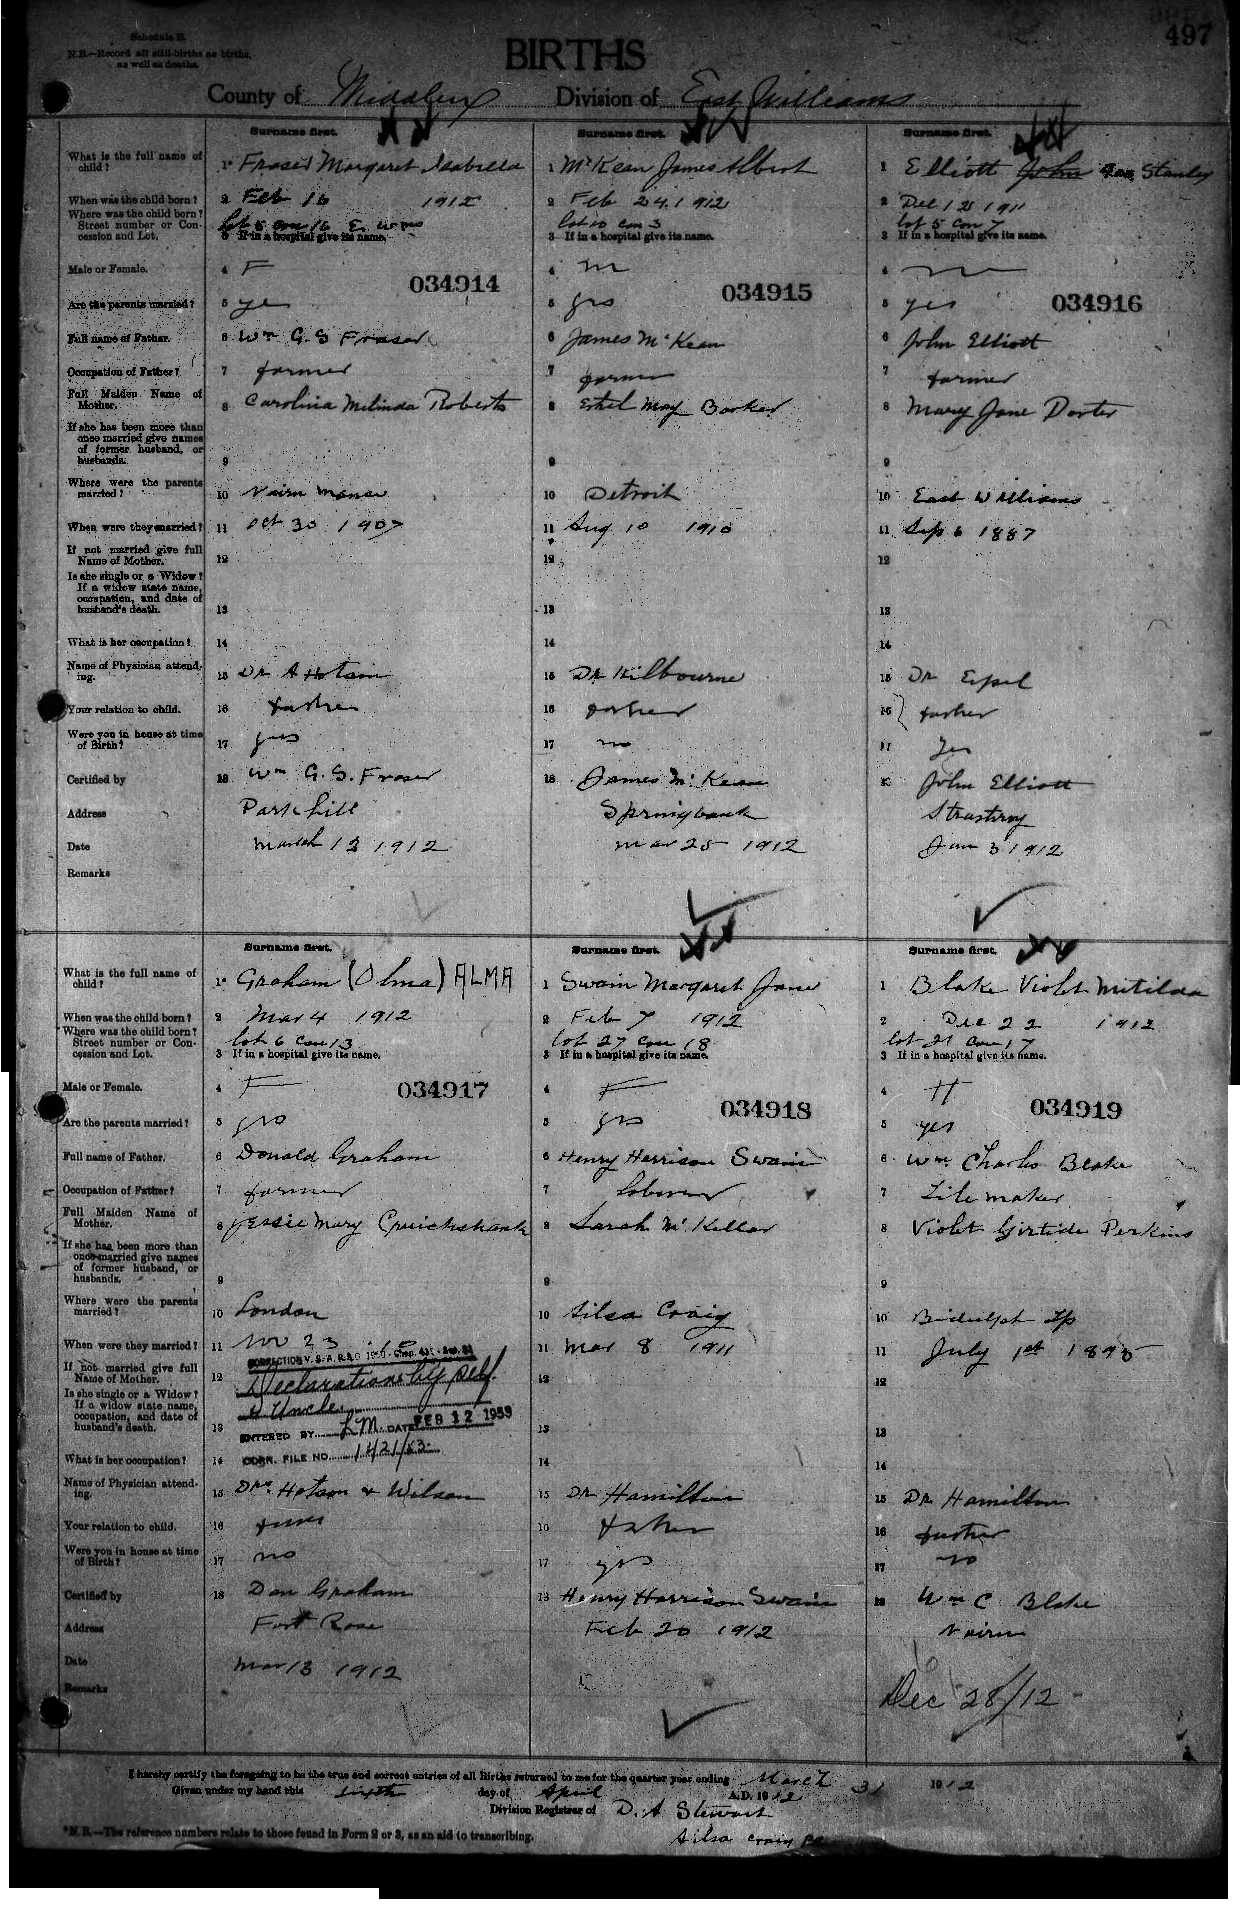 Schedule B.
N.B.—Record all still-births as births,
as well as deaths.
497
BIRTHS
County of Middlesex Division of East Williams
Surname first. Surname first. Surname first.
What is the full name of child? 1 Fraser Margaret Isabella 1 McKean James Albert 1 Elliott John Stanley
When was the child born? 2 Feb 16 1912 2 Feb 24 1912 2 Dec 12 1911
Where was the child born? Street number or Concession and Lot. lot 5 con 16 E. lot 10 con 3 lot 5 con 7
3 If in a hospital give its name. 3 If in a hospital give its name. 3 If in a hospital give its name.
Male or Female. 4 F 4 m 4 m
034914 034915 034916
Are the parents married? 5 yes 5 yes 5 yes
Full name of Father. 6 Wm G. S Fraser 6 James McKean 6 John Elliott
Occupation of Father? 7 farmer 7 farmer 7 farmer
Full Maiden Name of Mother. 8 Carolina Melinda Roberts 8 Ethel May Barker 8 Mary Jane Porter
If she has been more than once married give names of former husband, or husbands. 9 9 9
Where were the parents married? 10 Nairn Manse 10 Detroit 10 East Williams
When were they married? 11 Oct 30 1907 11 Aug 10 1910 11 Sep 6 1887
If not married give full Name of Mother. 12 12 12
Is she single or a Widow? If a widow state name, occupation, and date of husband's death. 13 13 13
What is her occupation? 14 14 14
Name of Physician attending. 15 Dr A Hotson 15 Dr Kilbourne 15 Dr
Your relation to child. 16 father 16 father 16 father
Were you in house at time of Birth? 17 yes 17 no 17 Yes
Certified by 18 Wm G. S. Fraser 18 James McKean 18 John Elliott
Address Parkhill Springbank Strathroy
Date March 13 1912 Mar 25 1912 Jan 3 1912
Remarks
Surname first. Surname first. Surname first.
What is the full name of child? 1 Graham (Olma) ALMA 1 Swain Margaret Jane 1 Blake Violet Mitilda
When was the child born? 2 Mar 4 1912 2 Feb 7 1912 2 Dec 22 1912
Where was the child born? Street number or Concession and Lot. lot 6 con 13 lot 27 con 18 lot 21 con 17
3 If in a hospital give its name. 3 If in a hospital give its name. 3 If in a hospital give its name.
Male or Female. 4 F 4 F 4 F
034917 034918 034919
Are the parents married? 5 yes 5 yes 5 yes
Full name of Father. 6 Donald Graham 6 Henry Harrison Swain 6 Wm. Charles Blake
Occupation of Father? 7 farmer 7 laborer 7 Tile maker
Full Maiden Name of Mother. 8 Jessie Mary Cruickshank 8 Sarah McKellar 8 Violet Girtide Perkins
If she has been more than once married give names of former husband, or husbands. 9 9 9
Where were the parents married? 10 London 10 Ailsa Craig 10 Biddulph Tp
When were they married? 11 Nov 23 11 Mar 8 1911 11 July 1st 1895
If not married give full Name of Mother. 12 12 12
Declarations by self
& Uncle
Is she single or a Widow? If a widow state name, occupation, and date of husband's death. 13 13 13
ENTERED BY L.M. DATE FEB 12 1953
What is her occupation? 14 CORR. FILE NO. 1421/53 14 14
Name of Physician attending. 15 Drs. Hotson & Wilson 15 Dr Hamilton 15 Dr Hamilton
Your relation to child. 16 16 father 16 father
Were you in house at time of Birth? 17 no 17 yes 17 no
Certified by 18 Dan Graham 18 Henry Harrison Swain 18 Wm C Blake
Address Fort Rose Feb 20 1912 Nairn
Date Mar 13 1912 Dec 28/12
Remarks
I hereby certify the foregoing to be the true and correct entries of all Births returned to me for the quarter year ending March 31 1912
Given under my hand this sixth day of April A.D. 1912
Division Registrar of D. A Stewart
*N.B.—The reference numbers relate to those found in Form 2 or 3, as an aid to transcribing. Ailsa Craig PO